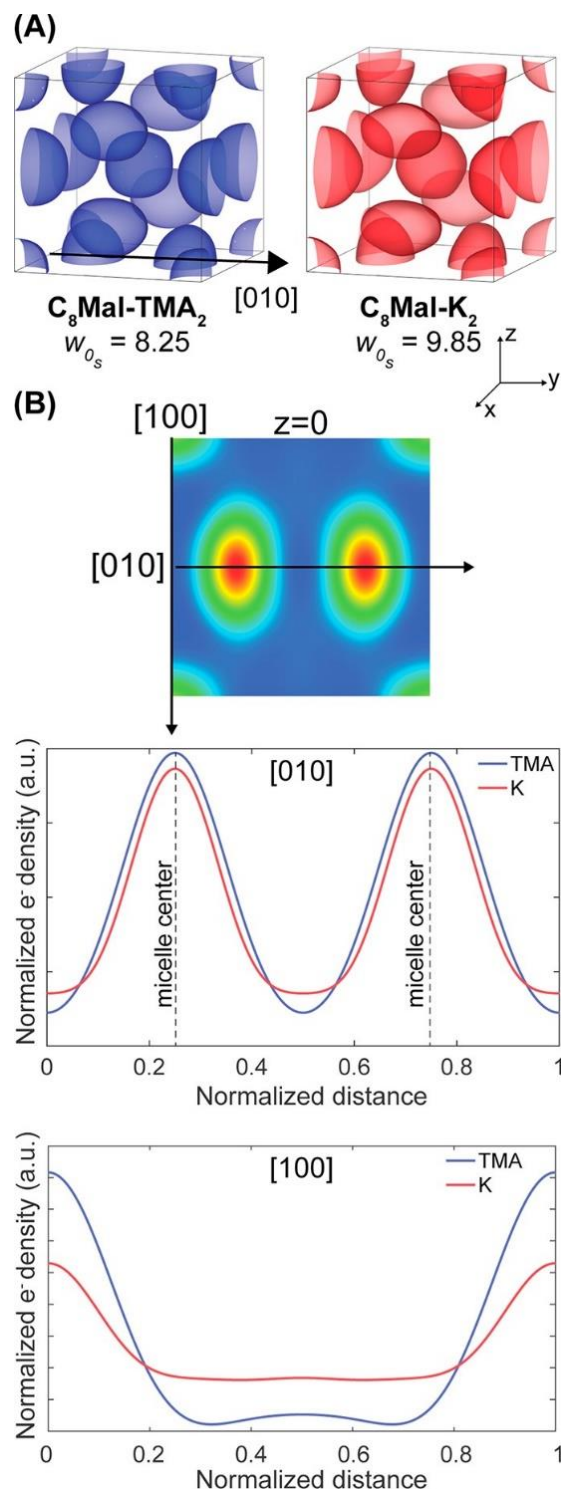 (A)
[010]
C₈Mal-TMA₂
w₀ₛ = 8.25
C₈Mal-K₂
w₀ₛ = 9.85
z
y
x
(B)
[100]
z=0
[010]
Normalized e⁻ density (a.u.)
[010]
TMA
K
micelle center
micelle center
0 0.2 0.4 0.6 0.8 1
Normalized distance
Normalized e⁻ density (a.u.)
[100]
TMA
K
0 0.2 0.4 0.6 0.8 1
Normalized distance